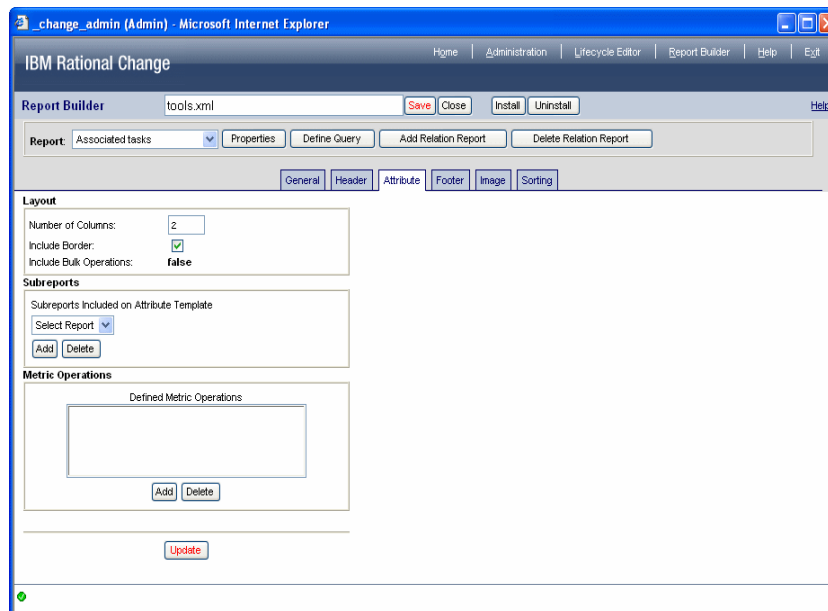 _change_admin (Admin) - Microsoft Internet Explorer
Home Administration Lifecycle Editor Report Builder Help Exit
IBM Rational Change
Report Builder tools.xml Save Close Install Uninstall Help
Report: Associated tasks Properties Define Query Add Relation Report Delete Relation Report
General Header Attribute Footer Image Sorting
Layout
Number of Columns: 2
Include Border:
Include Bulk Operations: false
Subreports
Subreports Included on Attribute Template
Select Report
Add Delete
Metric Operations
Defined Metric Operations
Add Delete
Update